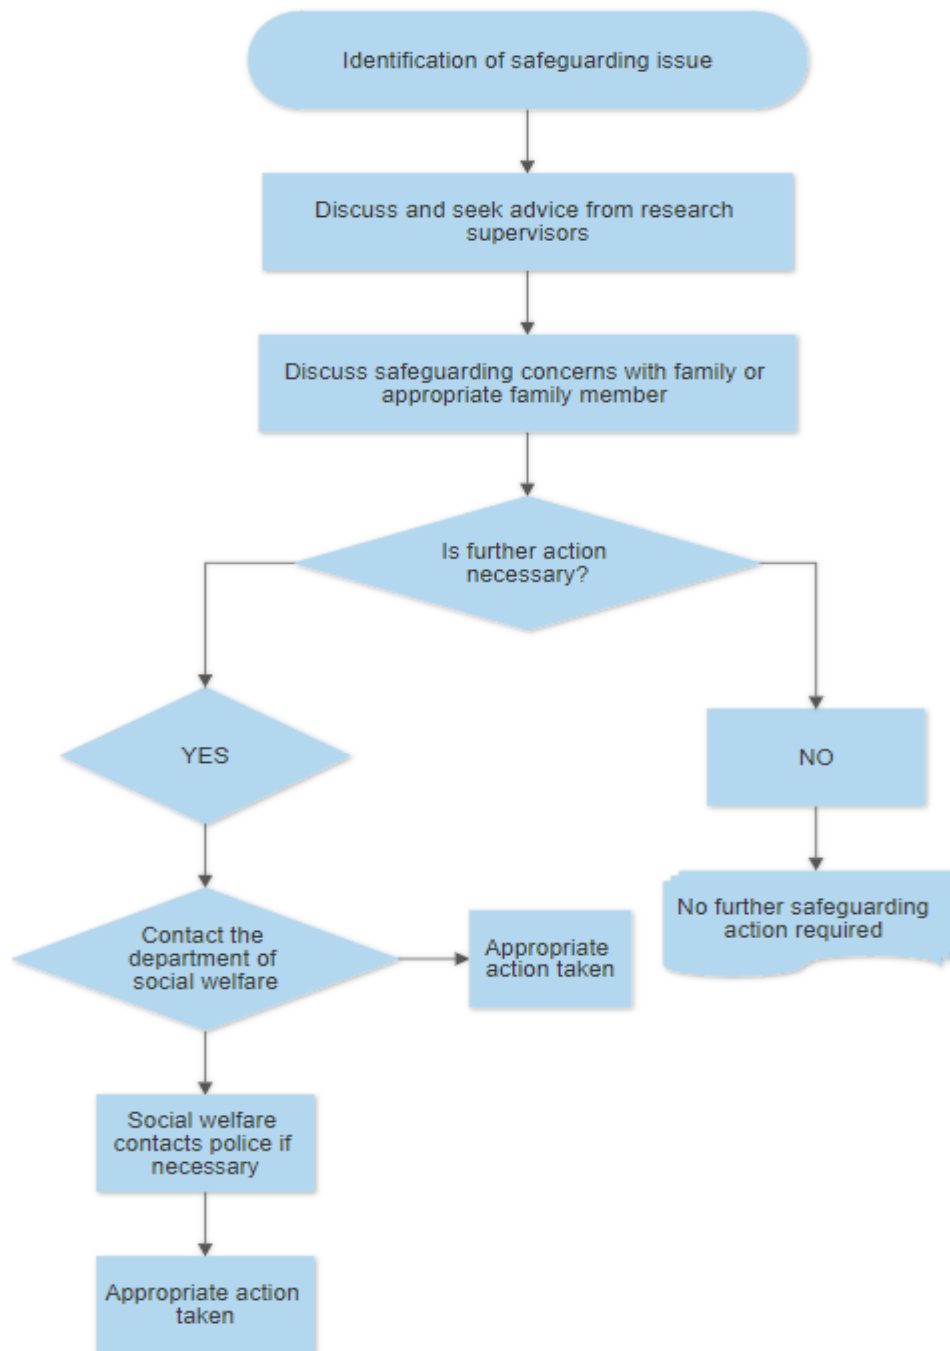 Identification of safeguarding issue
Discuss and seek advice from research
supervisors
Discuss safeguarding concerns with family or
appropriate family member
Is further action
necessary?
YES
NO
Contact the
department of
social welfare
Appropriate
action taken
No further safeguarding
action required
Social welfare
contacts police if
necessary
Appropriate action
taken